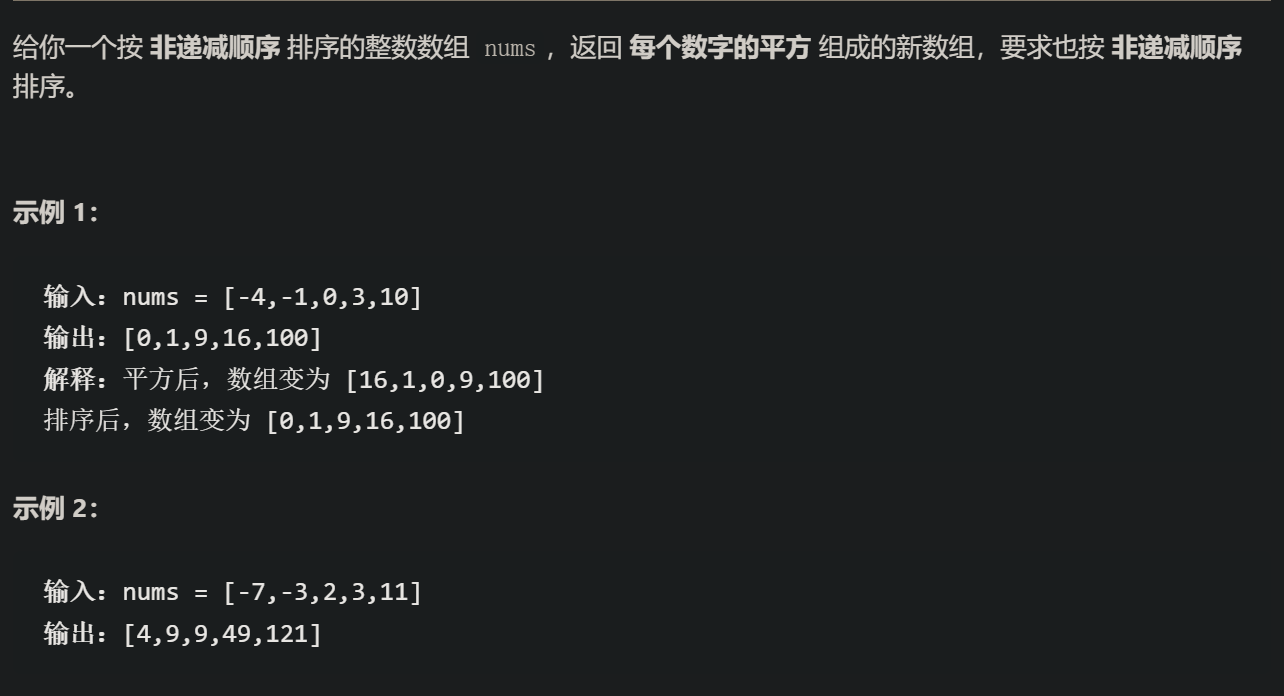 给你一个按 非递减顺序 排序的整数数组 nums ，返回 每个数字的平方 组成的新数组，要求也按 非递减顺序
排序。
示例 1：
输入：nums = [-4,-1,0,3,10]
输出：[0,1,9,16,100]
解释：平方后，数组变为 [16,1,0,9,100]
排序后，数组变为 [0,1,9,16,100]
示例 2：
输入：nums = [-7,-3,2,3,11]
输出：[4,9,9,49,121]